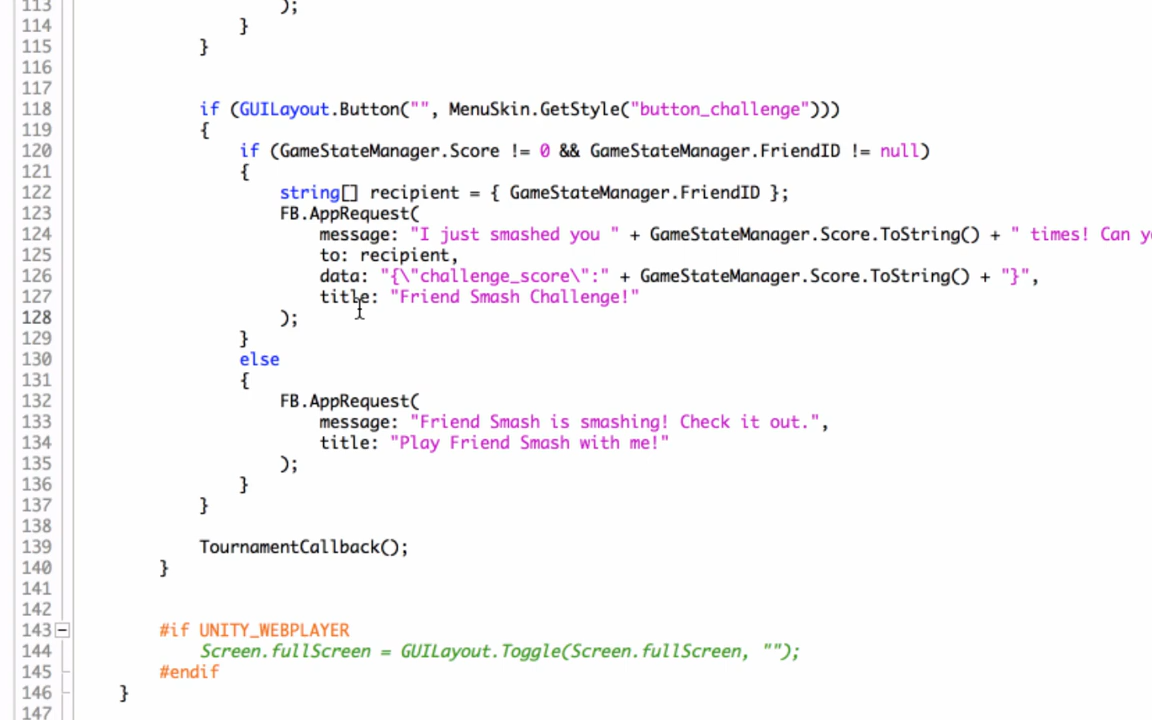 113 );
114 }
115 }
116
117
118 if (GUILayout.Button("", MenuSkin.GetStyle("button_challenge")))
119 {
120 if (GameStateManager.Score != 0 && GameStateManager.FriendID != null)
121 {
122 string[] recipient = { GameStateManager.FriendID };
123 FB.AppRequest(
124 message: "I just smashed you " + GameStateManager.Score.ToString() + " times! Can
125 to: recipient,
126 data: "{\"challenge_score\":" + GameStateManager.Score.ToString() + "}",
127 title: "Friend Smash Challenge!"
128 );
129 }
130 else
131 {
132 FB.AppRequest(
133 message: "Friend Smash is smashing! Check it out.",
134 title: "Play Friend Smash with me!"
135 );
136 }
137 }
138
139 TournamentCallback();
140 }
141
142
143 #if UNITY_WEBPLAYER
144 Screen.fullScreen = GUILayout.Toggle(Screen.fullScreen, "");
145 #endif
146 }
147